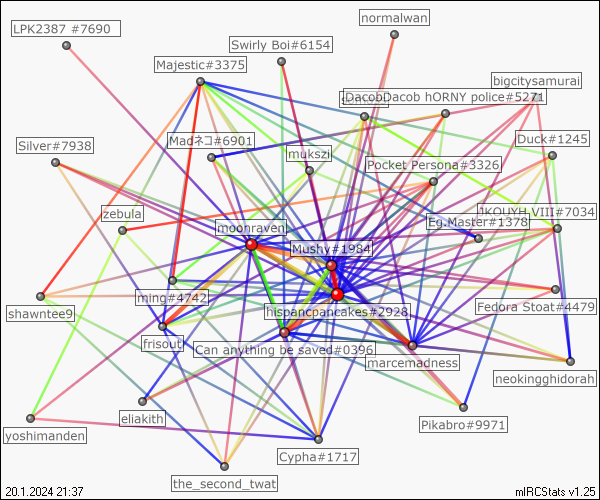 normalwan
LPK2387 #7690
Swirly Boi#6154
Majestic#3375
bigcitysamurai
DacobDacob hORNY police#5271
Madネコ#6901
Duck#1245
Silver#7938
mukszi
Pocket Persona#3326
zebula
VIII#7034
moonraven
Eg.Master#1378
Mushy#1984
ming#4742
shawntee9
Fedora Stoat#4479
hispancpancakes#2928
frisout
Can anything be saved#0396
marcemadness
neokingghidorah
eliakith
Pikabro#9971
yoshimanden
Cypha#1717
the_second_twat
20.1.2024 21:37
mIRCStats v1.25